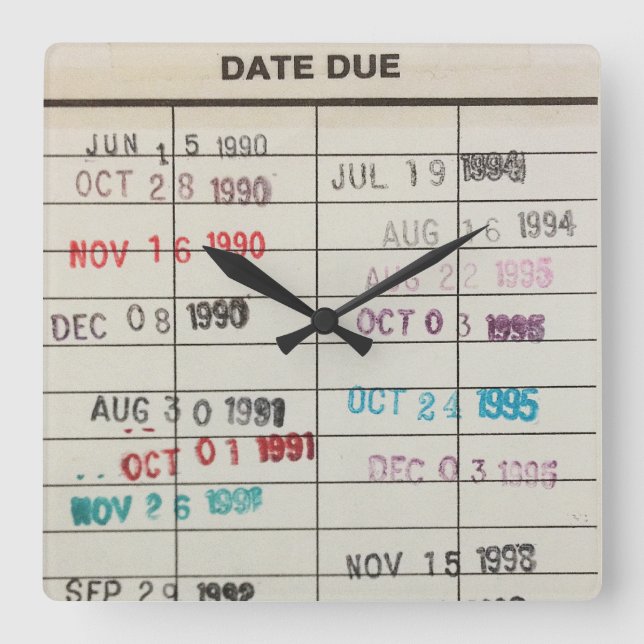 DATE DUE
JUN 15 1990
OCT 28 1990
NOV 16 1990
DEC 08 1990
AUG 30 1991
OCT 01 1991
NOV 26 1991
SEP 29 1992
JUL 19 1994
AUG 16 1994
AUG 22 1995
OCT 03 1995
OCT 24 1995
DEC 03 1995
NOV 15 1998